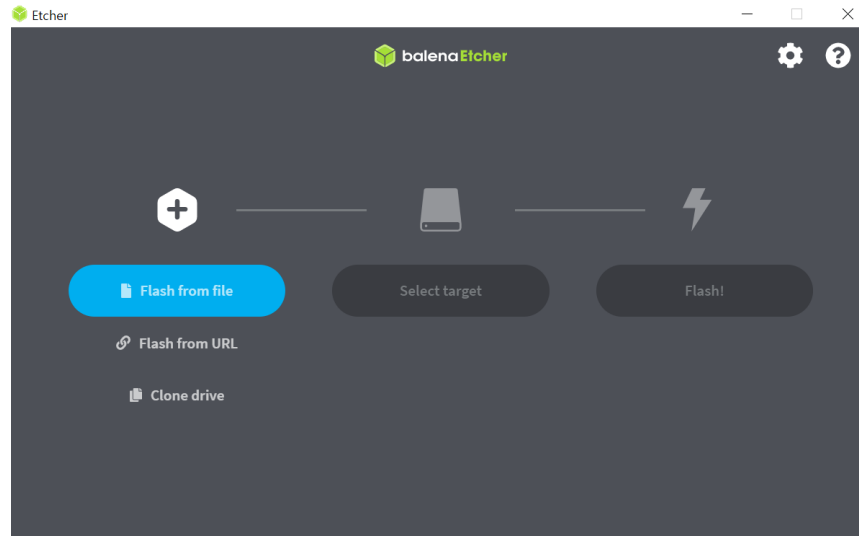 Etcher
balenaEtcher
Flash from file
Select target
Flash!
Flash from URL
Clone drive